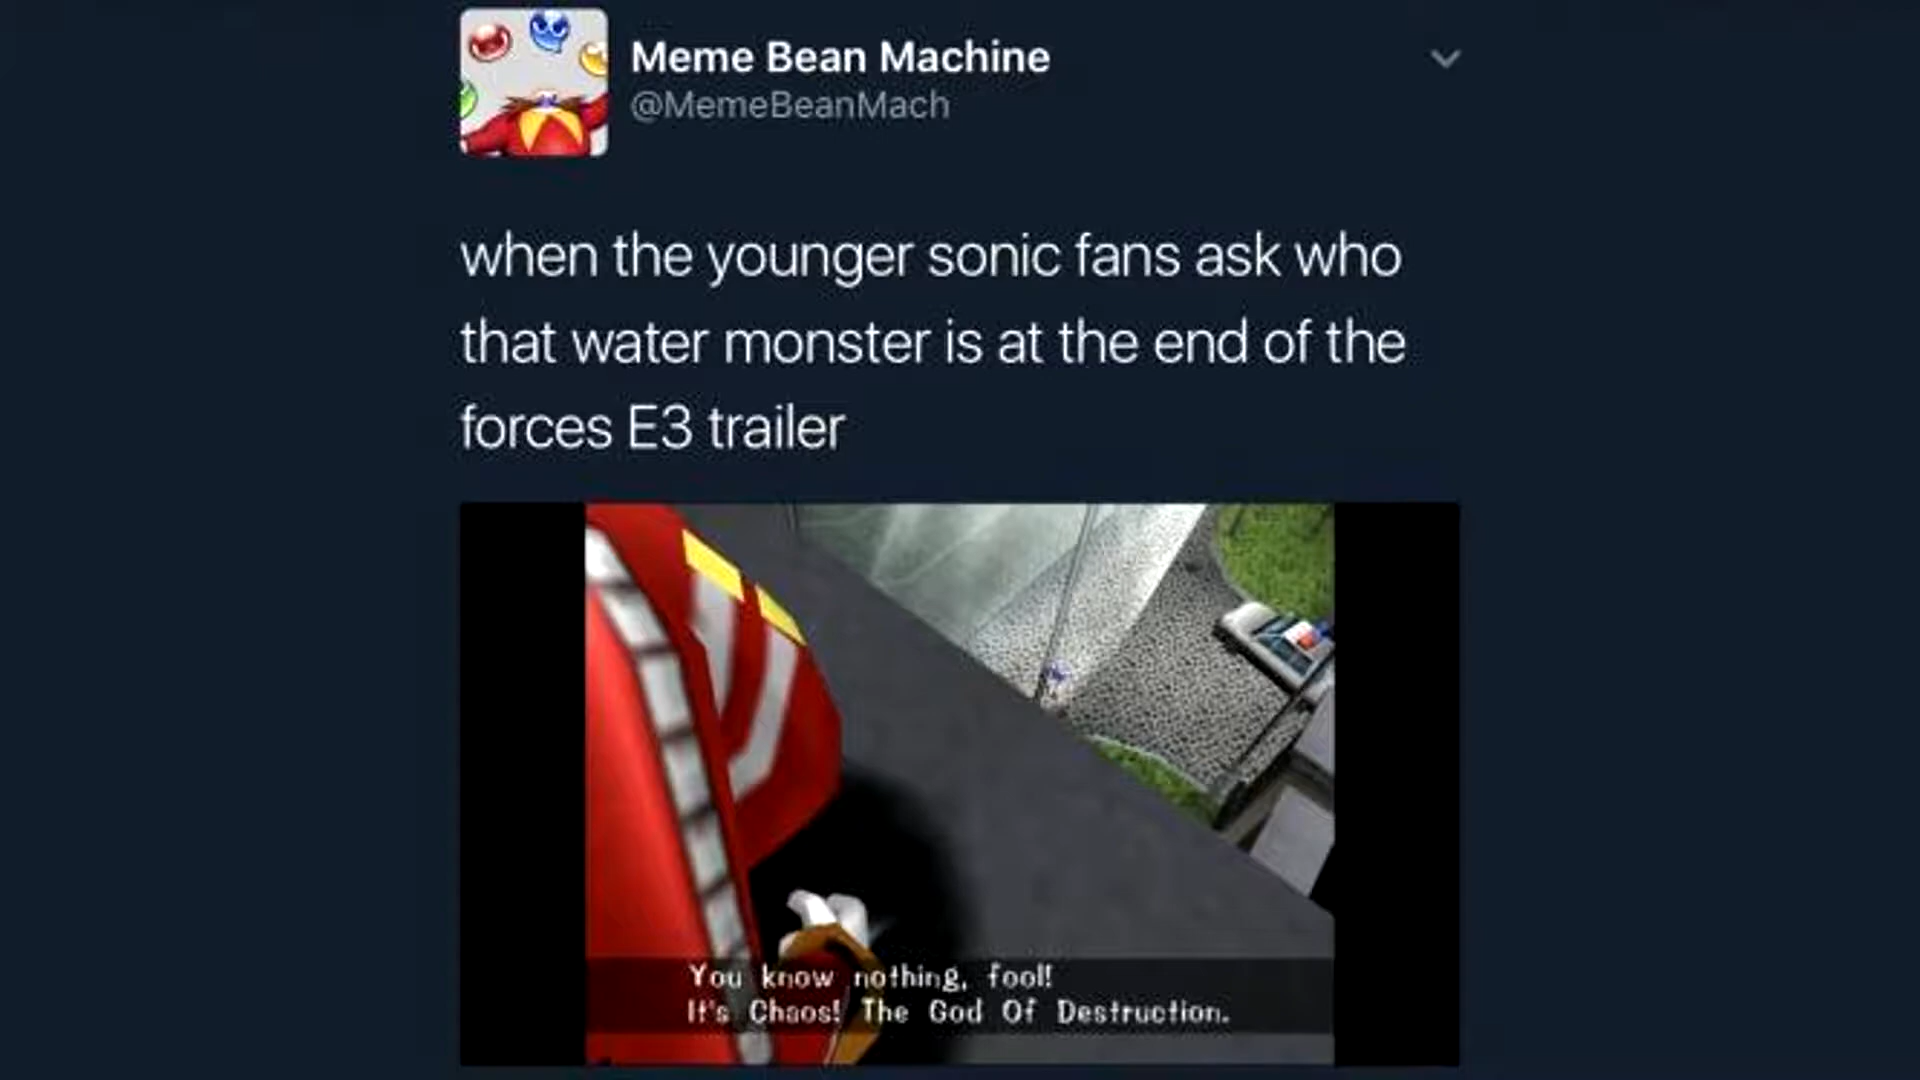 Meme Bean Machine
@MemeBeanMach
when the younger sonic fans ask who
that water monster is at the end of the
forces E3 trailer
You know nothing, fool!
It's Chaos! The God Of Destruction.